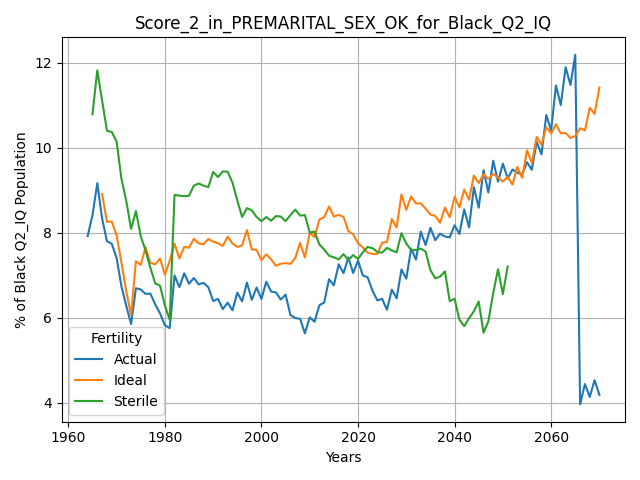 Score_2_in_PREMARITAL_SEX_OK_for_Black_Q2_IQ
% of Black Q2_IQ Population
12
10
8
6
4
Fertility
Actual
Ideal
Sterile
1960 1980 2000 2020 2040 2060
Years